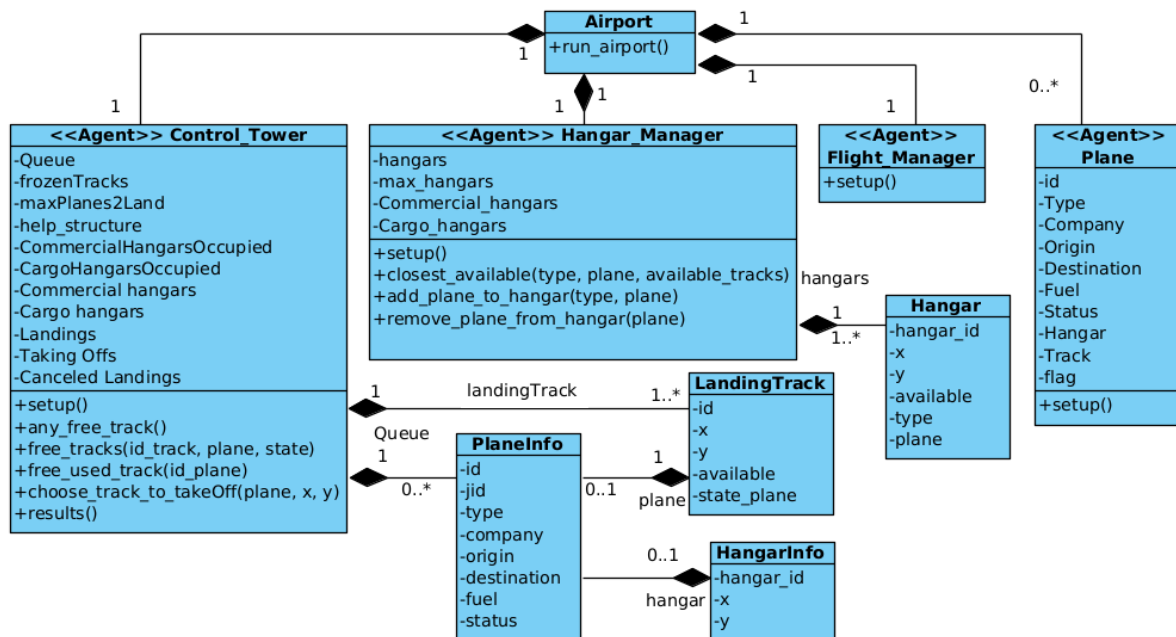 Airport
+run_airport()
1
1
1
1
1
1
1
0..*
<<Agent>> Control_Tower
-Queue
-frozenTracks
-maxPlanes2Land
-help_structure
-CommercialHangarsOccupied
-CargoHangarsOccupied
-Commercial hangars
-Cargo hangars
-Landings
-Taking Offs
-Canceled Landings
+setup()
+any_free_track()
+free_tracks(id_track, plane, state)
+free_used_track(id_plane)
+choose_track_to_takeOff(plane, x, y)
+results()
<<Agent>> Hangar_Manager
-hangars
-max_hangars
-Commercial_hangars
-Cargo_hangars
+setup()
+closest_available(type, plane, available_tracks)
+add_plane_to_hangar(type, plane)
+remove_plane_from_hangar(plane)
<<Agent>>
Flight_Manager
+setup()
<<Agent>>
Plane
-id
-Type
-Company
-Origin
-Destination
-Fuel
-Status
-Hangar
-Track
-flag
+setup()
hangars
1
1..*
Hangar
-hangar_id
-x
-y
-available
-type
-plane
1
landingTrack
1..*
LandingTrack
-id
-x
-y
-available
-state_plane
Queue
1
0..*
PlaneInfo
-id
-jid
-type
-company
-origin
-destination
-fuel
-status
1
0..1
plane
0..1
hangar
HangarInfo
-hangar_id
-x
-y